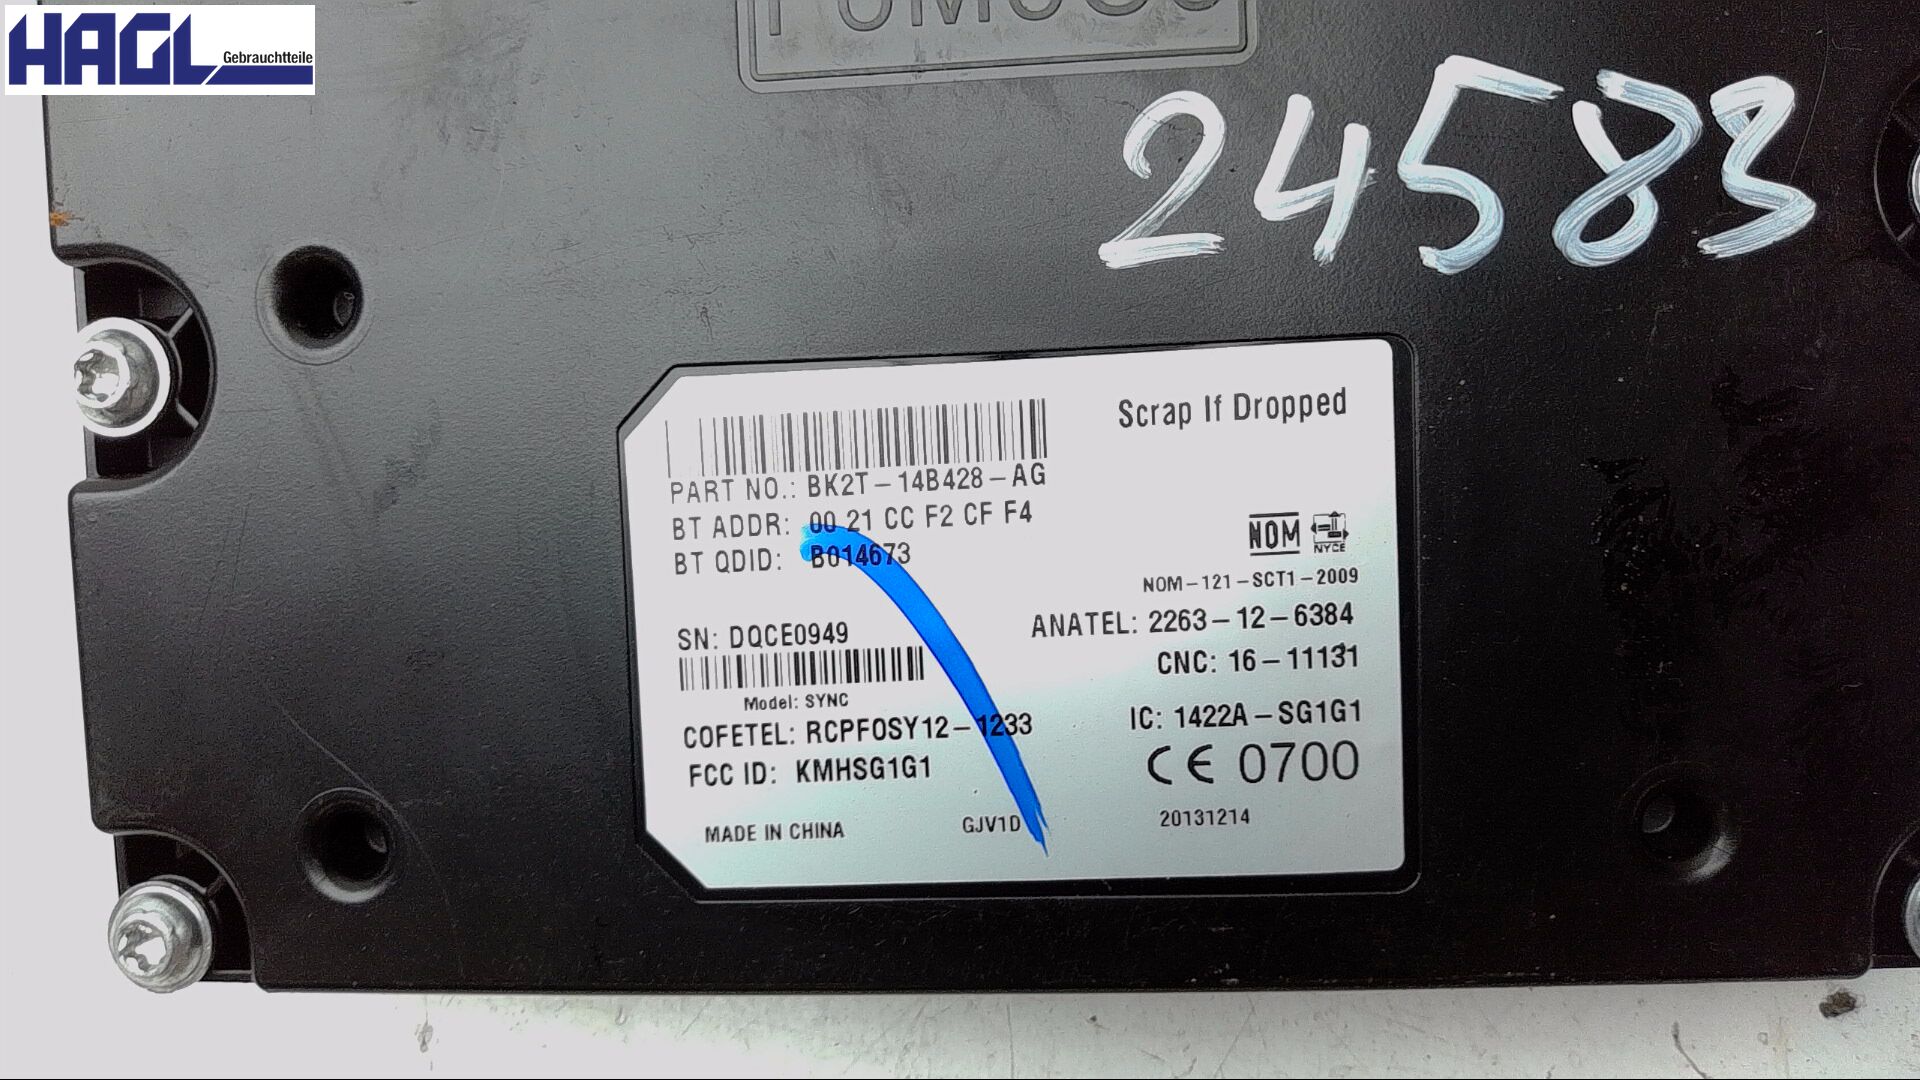 HAGL
Gebrauchtteile
24583
Scrap If Dropped
PART NO.: BK2T-14B428-AG
BT ADDR: 00 21 CC F2 CF F4
BT QDID: B014673
NOM
NYCE
NOM-121-SCT1-2009
SN: DQCE0949
ANATEL: 2263-12-6384
CNC: 16-11131
Model: SYNC
COFETEL: RCPFOSY12-1233
IC: 1422A-SG1G1
FCC ID: KMHSG1G1
CE 0700
MADE IN CHINA
GJV1D
20131214